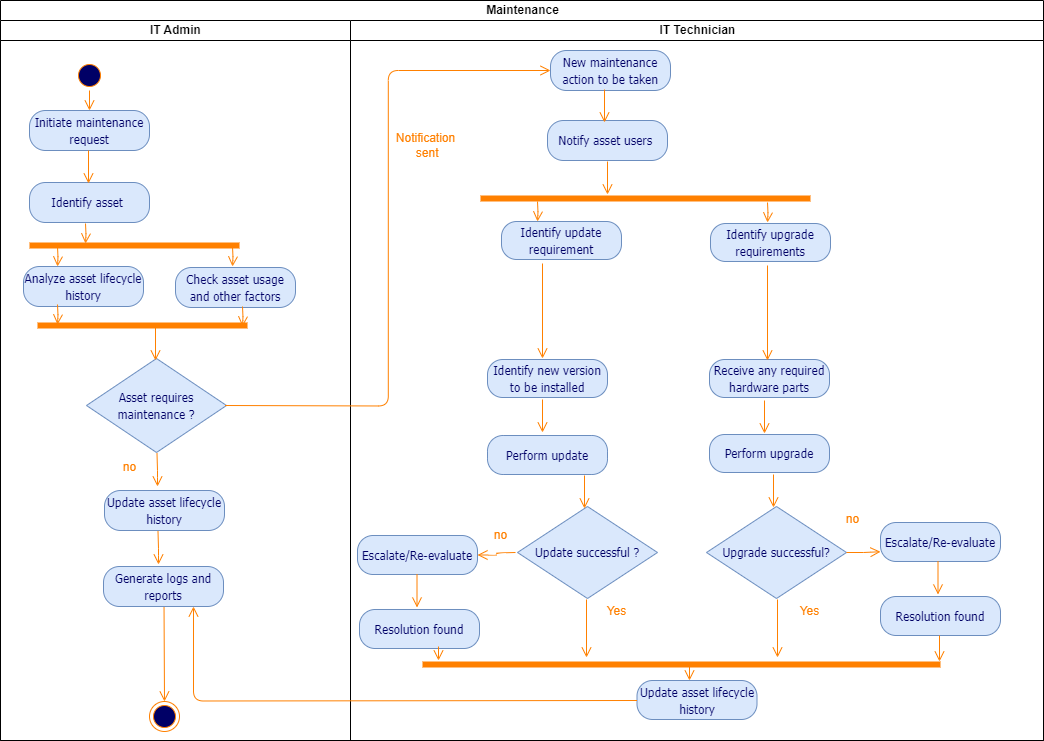 Maintenance
IT Admin
IT Technician
Initiate maintenance
request
Identify asset
Analyze asset lifecycle
history
Check asset usage
and other factors
Asset requires
maintenance ?
no
Update asset lifecycle
history
Generate logs and
reports
Notification
sent
New maintenance
action to be taken
Notify asset users
Identify update
requirement
Identify upgrade
requirements
Identify new version
to be installed
Receive any required
hardware parts
Perform update
Perform upgrade
Update successful ?
no
Escalate/Re-evaluate
Resolution found
Yes
Upgrade successful?
no
Escalate/Re-evaluate
Resolution found
Yes
Update asset lifecycle
history